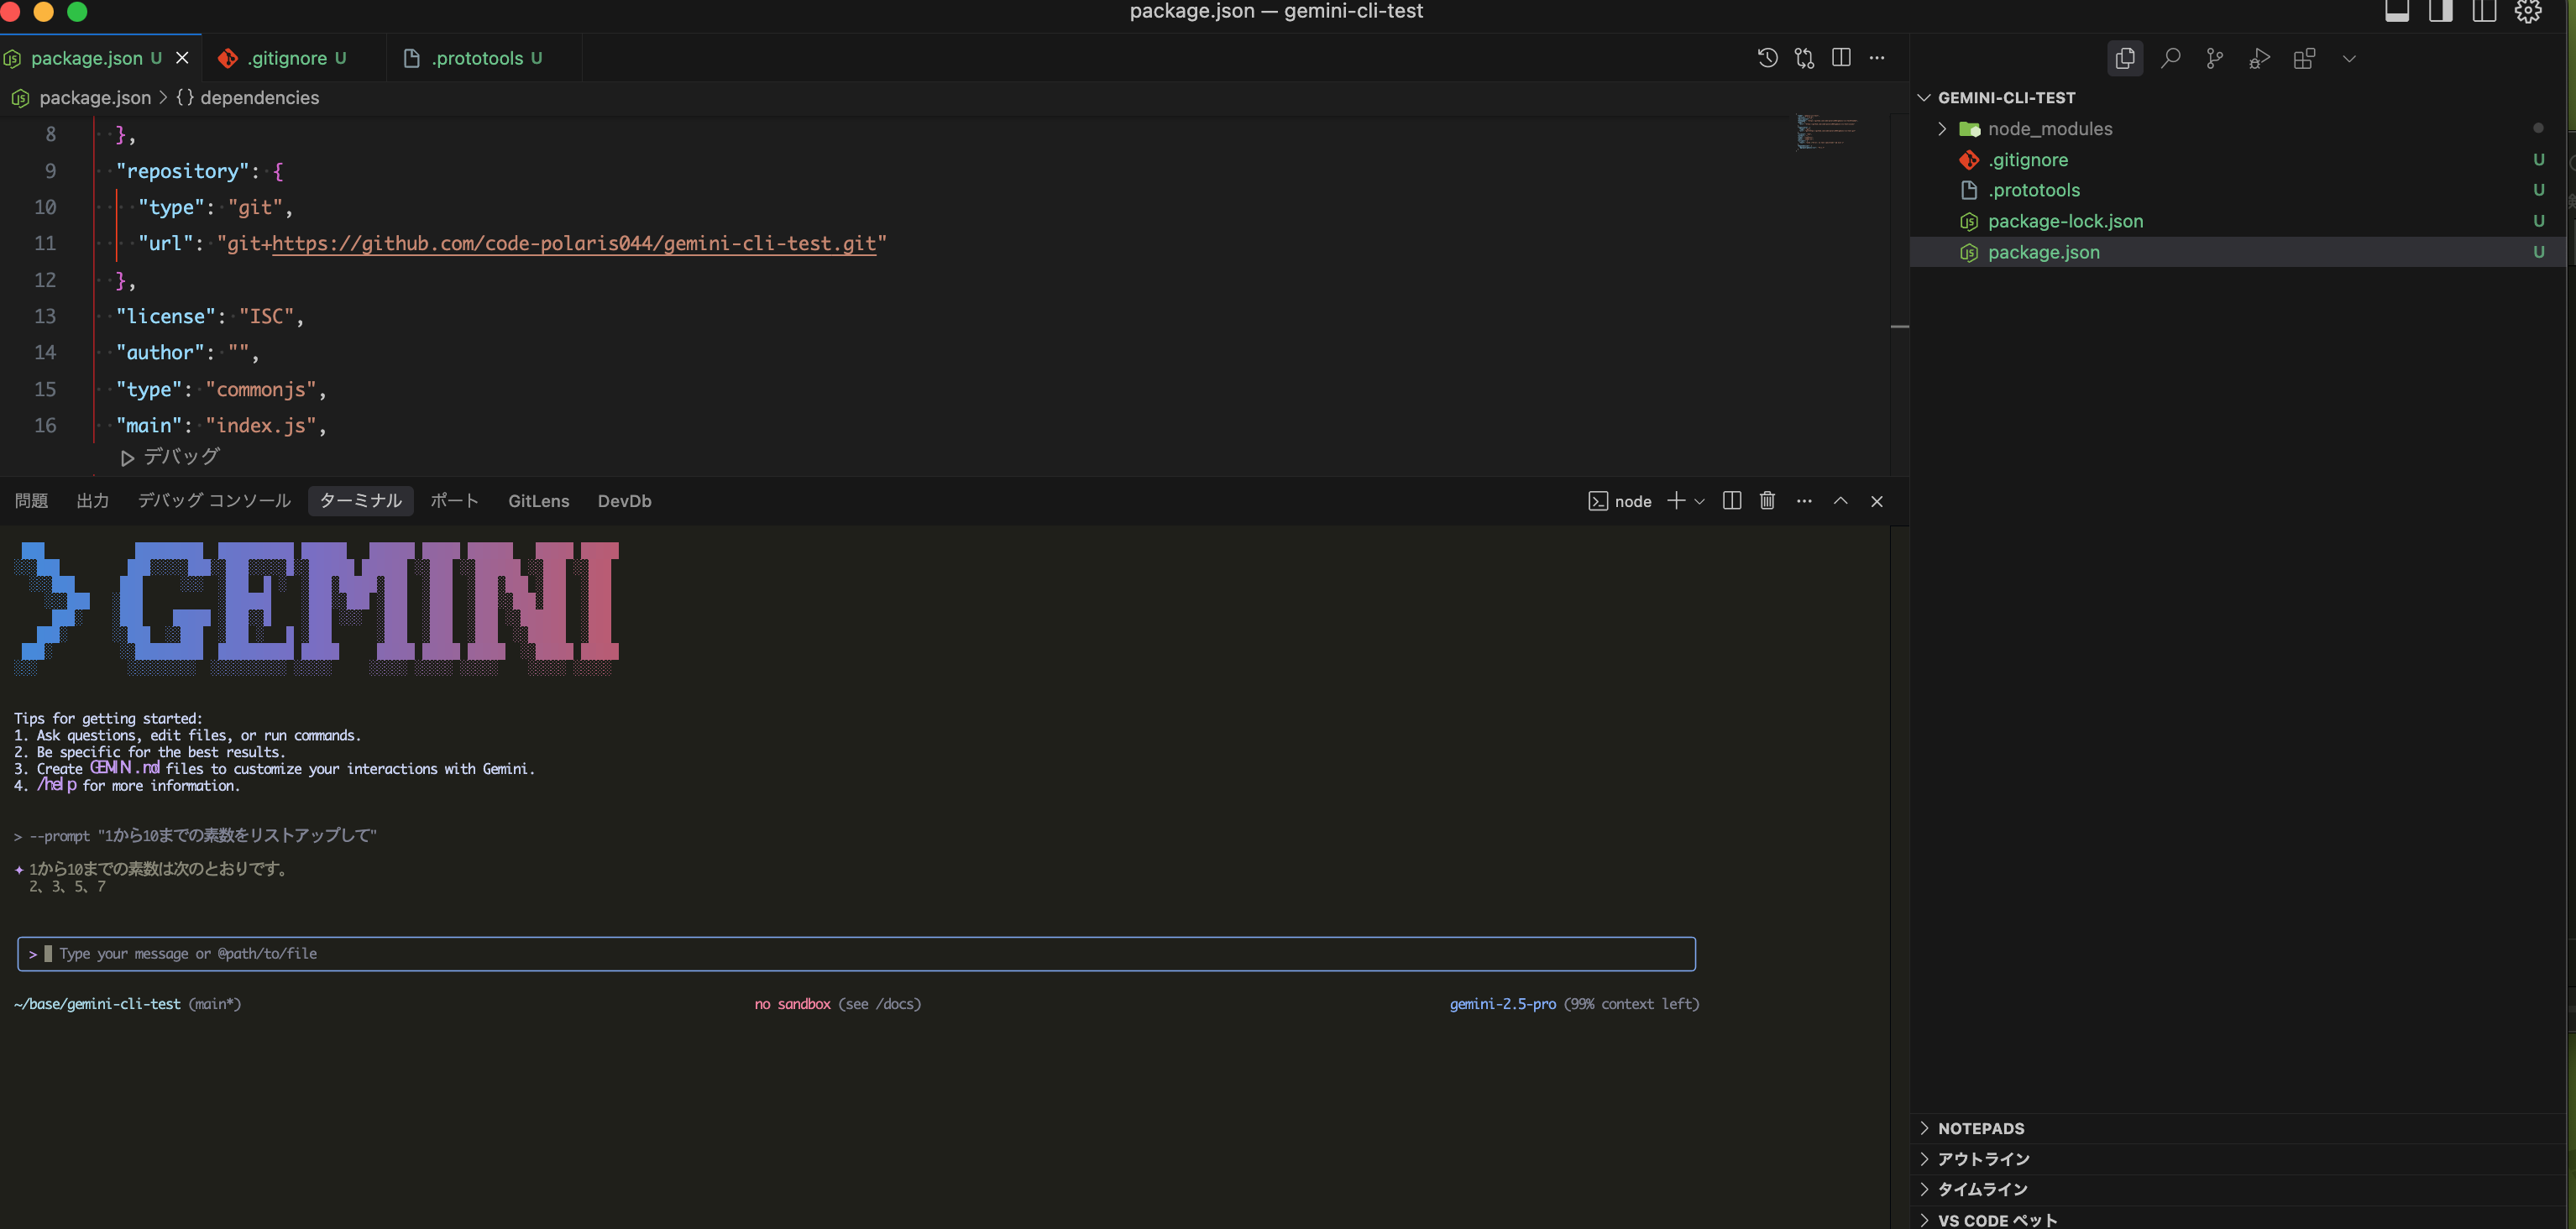 package.json — gemini-cli-test
package.json U
.gitignore U
.prototools U
package.json > {} dependencies
8 },
9 "repository": {
10 "type": "git",
11 "url": "git+https://github.com/code-polaris044/gemini-cli-test.git"
12 },
13 "license": "ISC",
14 "author": "",
15 "type": "commonjs",
16 "main": "index.js",
デバッグ
問題 出力 デバッグ コンソール ターミナル ポート GitLens DevDb
node
GEMINI
Tips for getting started:
1. Ask questions, edit files, or run commands.
2. Be specific for the best results.
3. Create GEMINI.md files to customize your interactions with Gemini.
4. /help for more information.
> --prompt "1から10までの素数をリストアップして"
✦ 1から10までの素数は次のとおりです。
2、3、5、7
> Type your message or @path/to/file
~/base/gemini-cli-test (main*) no sandbox (see /docs) gemini-2.5-pro (99% context left)
GEMINI-CLI-TEST
node_modules
.gitignore U
.prototools U
package-lock.json U
package.json U
NOTEPADS
アウトライン
タイムライン
VS CODE ペット